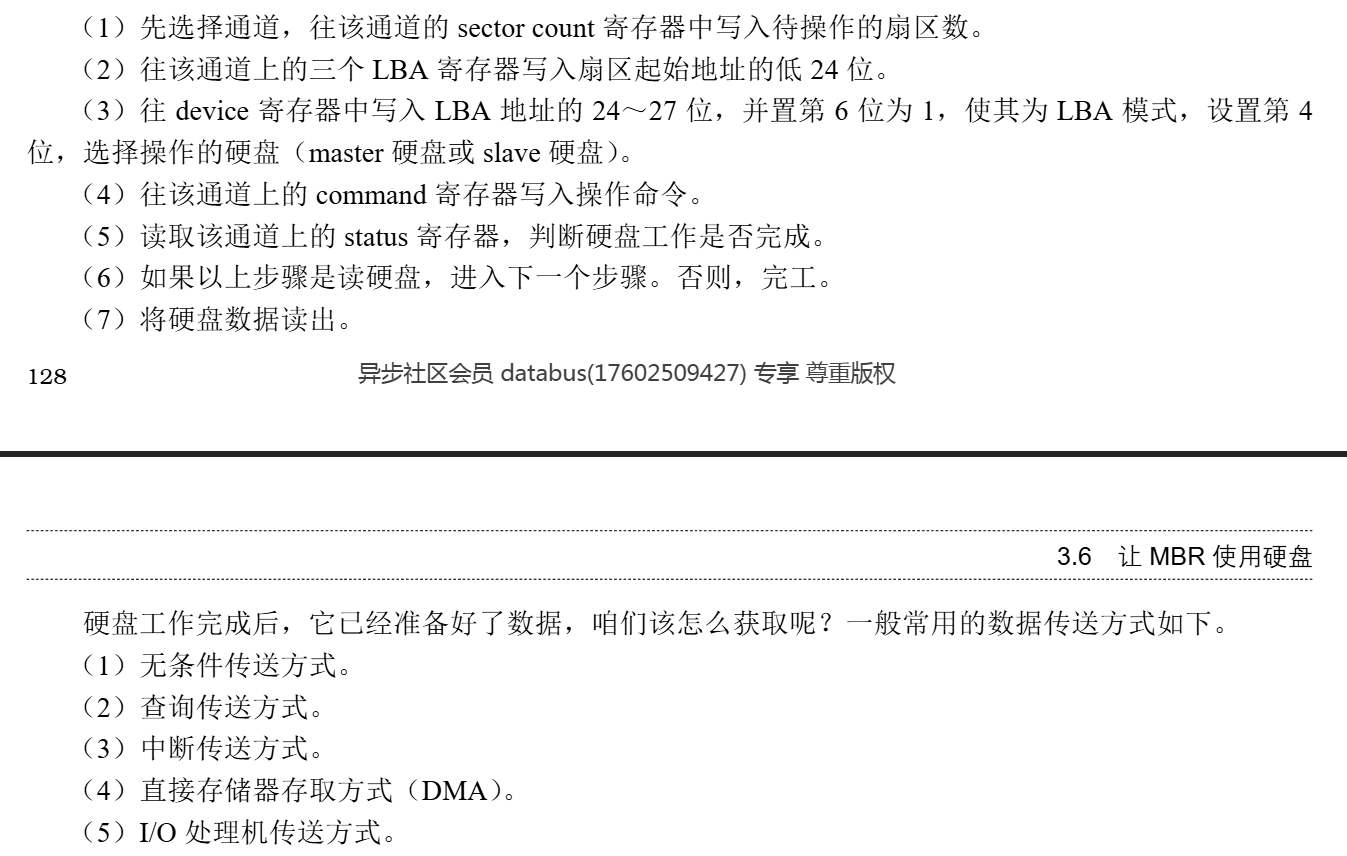 （1）先选择通道，往该通道的 sector count 寄存器中写入待操作的扇区数。
（2）往该通道上的三个 LBA 寄存器写入扇区起始地址的低 24 位。
（3）往 device 寄存器中写入 LBA 地址的 24～27 位，并置第 6 位为 1，使其为 LBA 模式，设置第 4
位，选择操作的硬盘（master 硬盘或 slave 硬盘）。
（4）往该通道上的 command 寄存器写入操作命令。
（5）读取该通道上的 status 寄存器，判断硬盘工作是否完成。
（6）如果以上步骤是读硬盘，进入下一个步骤。否则，完工。
（7）将硬盘数据读出。
128 异步社区会员 databus(17602509427) 专享 尊重版权
3.6 让 MBR 使用硬盘
硬盘工作完成后，它已经准备好了数据，咱们该怎么获取呢？一般常用的数据传送方式如下。
（1）无条件传送方式。
（2）查询传送方式。
（3）中断传送方式。
（4）直接存储器存取方式（DMA）。
（5）I/O 处理机传送方式。